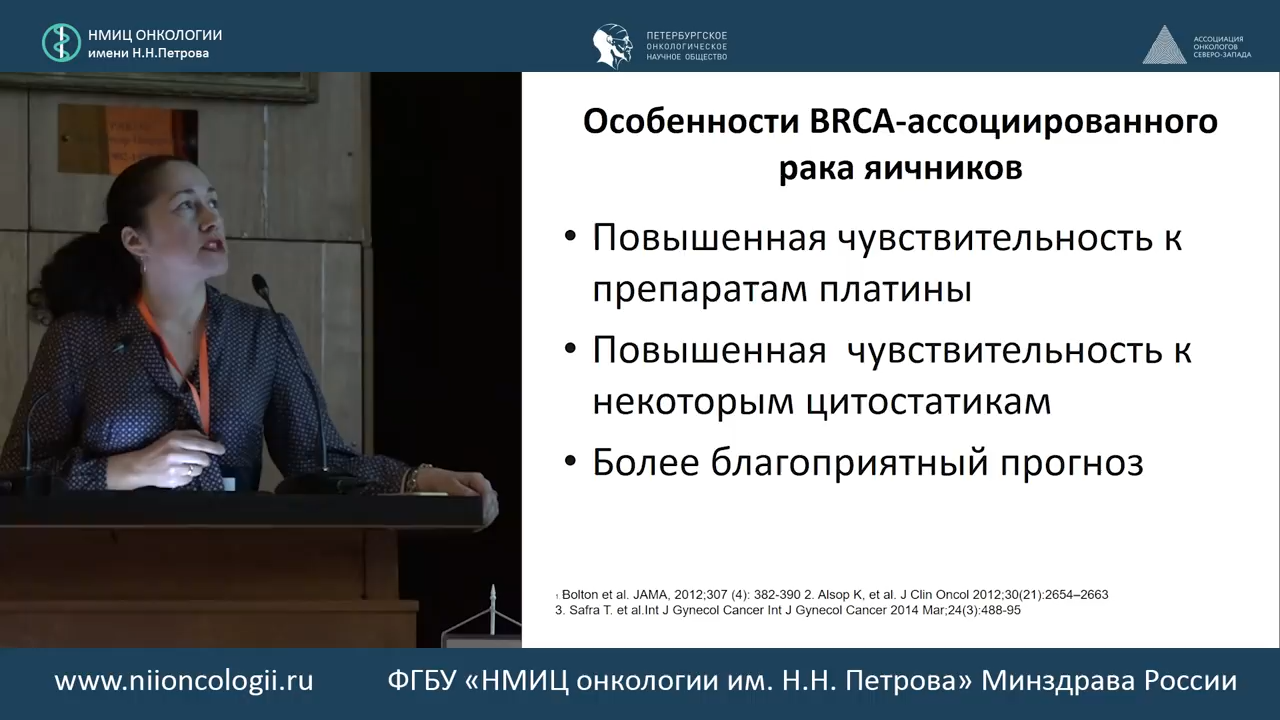 НМИЦ ОНКОЛОГИИ
имени Н.Н.Петрова
ПЕТЕРБУРГСКОЕ
ОНКОЛОГИЧЕСКОЕ
НАУЧНОЕ ОБЩЕСТВО
АССОЦИАЦИЯ
ОНКОЛОГОВ
СЕВЕРО-ЗАПАДА
Особенности BRCA-ассоциированного
рака яичников
• Повышенная чувствительность к
препаратам платины
• Повышенная  чувствительность к
некоторым цитостатикам
• Более благоприятный прогноз
1. Bolton et al. JAMA, 2012;307 (4): 382-390 2. Alsop K, et al. J Clin Oncol 2012;30(21):2654–2663
3. Safra T. et al.Int J Gynecol Cancer Int J Gynecol Cancer 2014 Mar;24(3):488-95
www.niioncologii.ru
ФГБУ «НМИЦ онкологии им. Н.Н. Петрова» Минздрава России